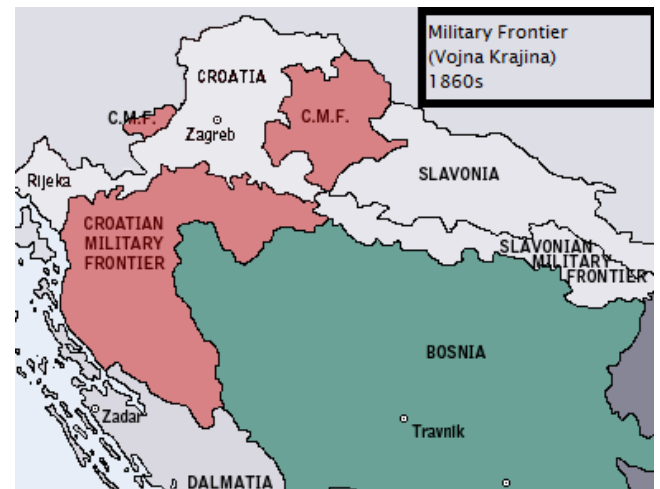 Military Frontier
(Vojna Krajina)
1860s
CROATIA
C.M.F.
C.M.F.
Zagreb
SLAVONIA
Rijeka
CROATIAN
MILITARY
FRONTIER
SLAVONIAN
MILITARY
FRONTIER
BOSNIA
Zadar
Travnik
DALMATIA